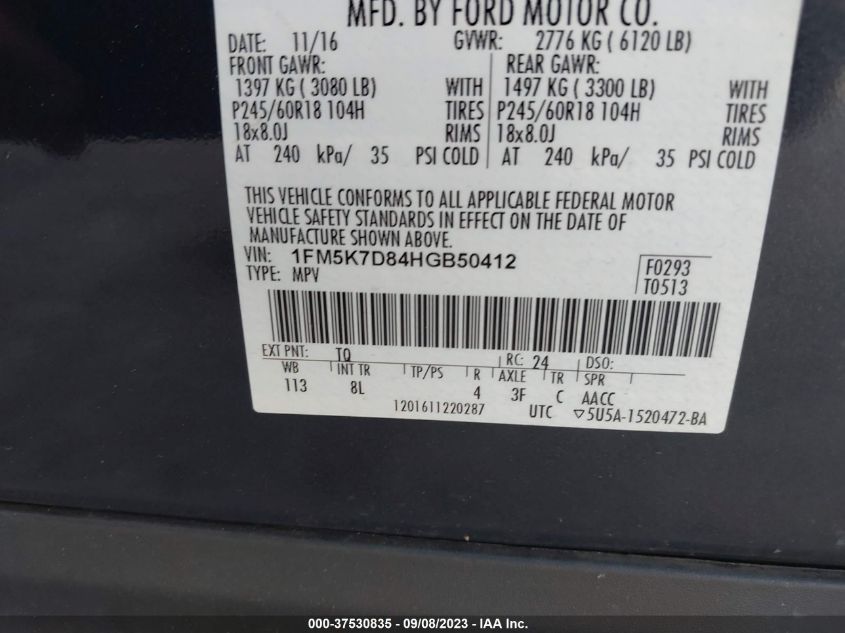 MFD. BY FORD MOTOR CO.
DATE: 11/16 GVWR: 2776 KG ( 6120 LB)
FRONT GAWR: REAR GAWR:
1397 KG ( 3080 LB) WITH 1497 KG ( 3300 LB) WITH
P245/60R18 104H TIRES P245/60R18 104H TIRES
18x8.0J RIMS 18x8.0J RIMS
AT 240 kPa/ 35 PSI COLD AT 240 kPa/ 35 PSI COLD
THIS VEHICLE CONFORMS TO ALL APPLICABLE FEDERAL MOTOR
VEHICLE SAFETY STANDARDS IN EFFECT ON THE DATE OF
MANUFACTURE SHOWN ABOVE.
VIN: 1FM5K7D84HGB50412
TYPE: MPV
F0293
T0513
EXT PNT: TQ RC: 24 DSO:
WB INT TR TP/PS R AXLE TR SPR
113 8L 4 3F C AACC
1201611220287 UTC ▽5U5A-1520472-BA
000-37530835 - 09/08/2023 - IAA Inc.